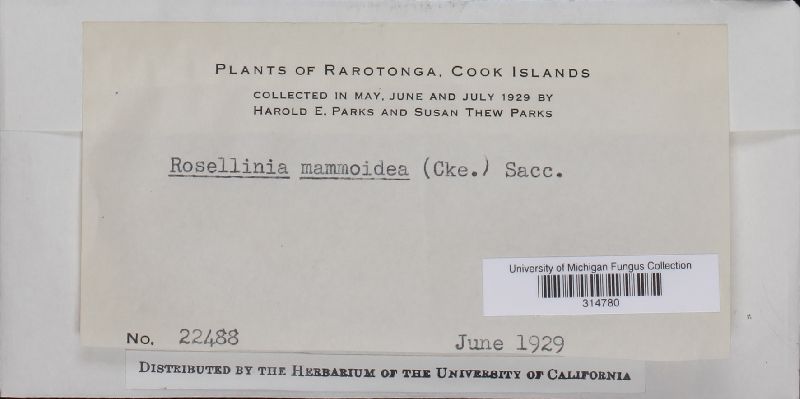 PLANTS OF RAROTONGA, COOK ISLANDS
COLLECTED IN MAY, JUNE AND JULY 1929 BY
HAROLD E. PARKS AND SUSAN THEW PARKS
Rosellinia mammoidea (Cke.) Sacc.
University of Michigan Fungus Collection
314780
No. 22488 June 1929
DISTRIBUTED BY THE HERBARIUM OF THE UNIVERSITY OF CALIFORNIA